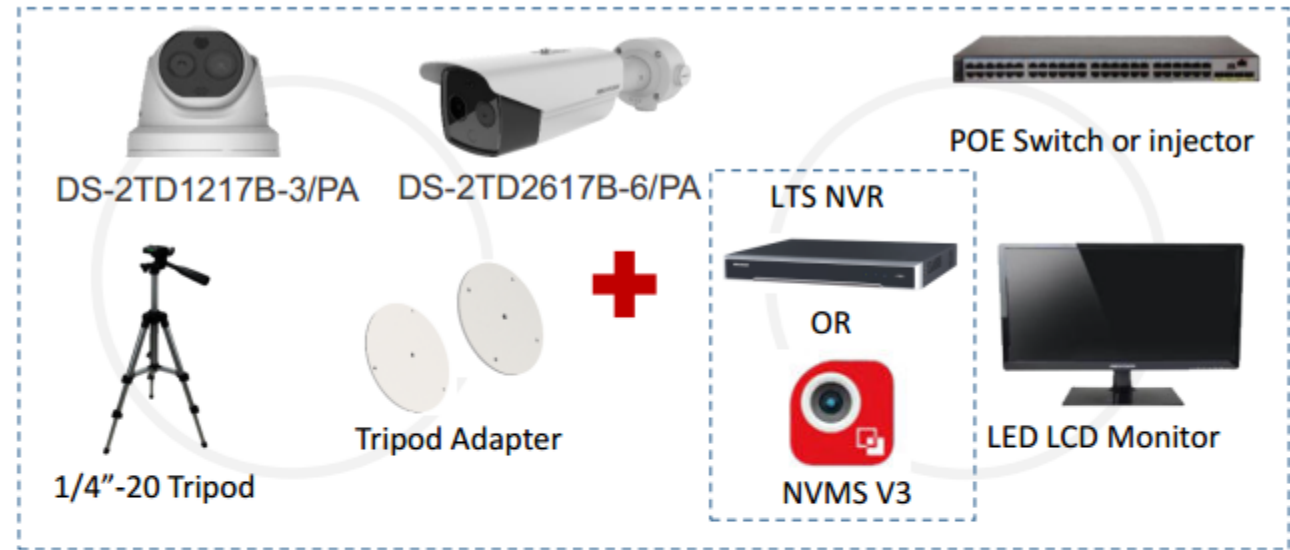 POE Switch or injector
DS-2TD1217B-3/PA
DS-2TD2617B-6/PA
LTS NVR
OR
Tripod Adapter
LED LCD Monitor
1/4”-20 Tripod
NVMS V3